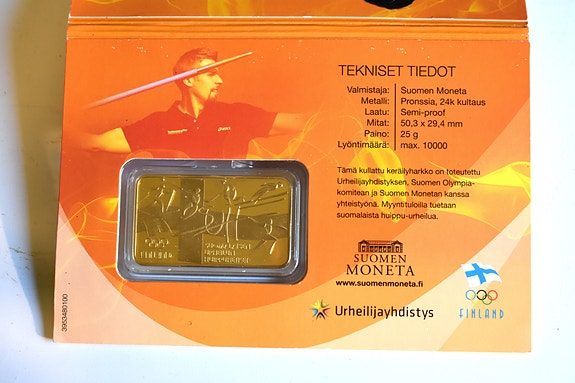 TEKNISET TIEDOT
Valmistaja: Suomen Moneta
Metalli: Pronssia, 24k kultaus
Laatu: Semi-proof
Mitat: 50,3 x 29,4 mm
Paino: 25 g
Lyöntimäärä: max. 10000
Tämä kullattu keräilyharkko on toteutettu
Urheilijayhdistyksen, Suomen Olympia-
komitean ja Suomen Moneta kanssa
yhteistyönä. Myyntituloilla tuetaan
suomalaista huippu-urheilua.
SUOMEN
MONETA
www.suomenmoneta.fi
Urheilijayhdistys
FINLAND
FINLAND
3953480100